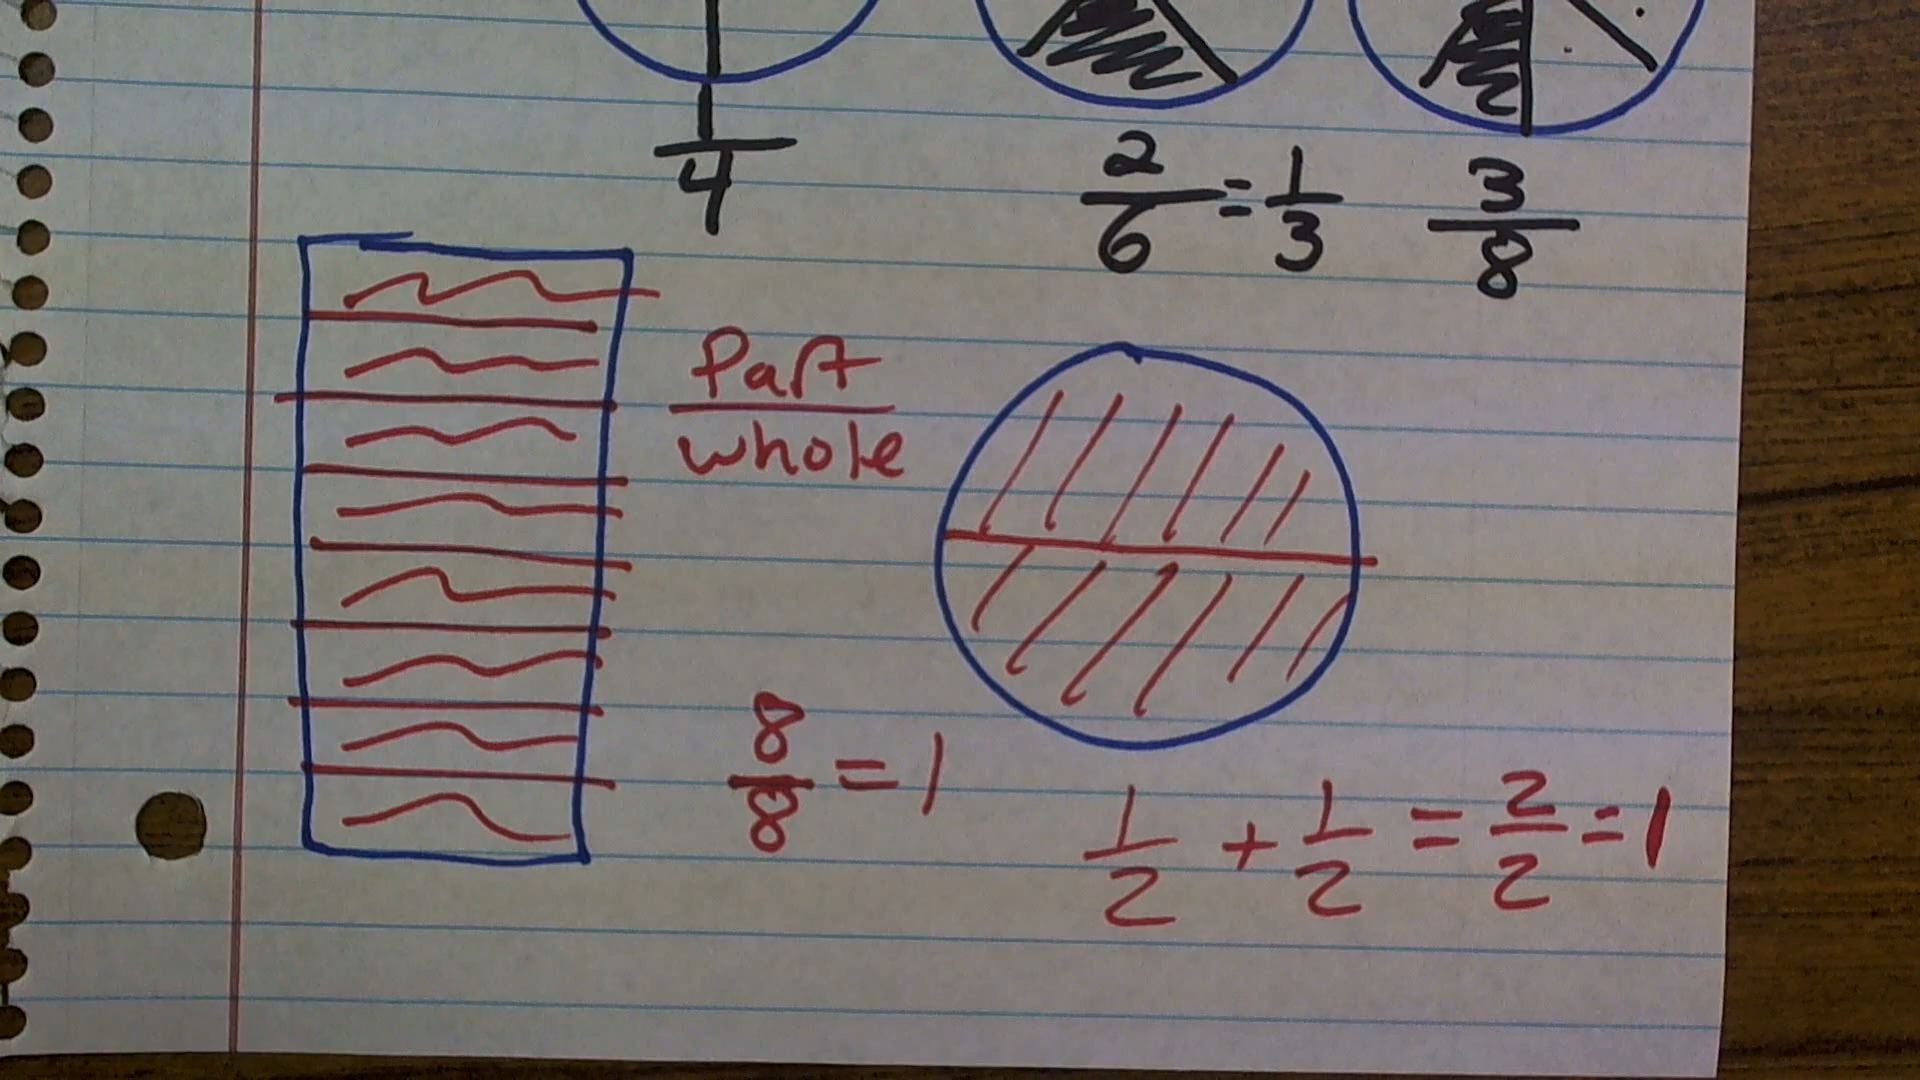 1/4
2/6 = 1/3
3/8
Part/whole
8/8 = 1
1/2 + 1/2 = 2/2 = 1